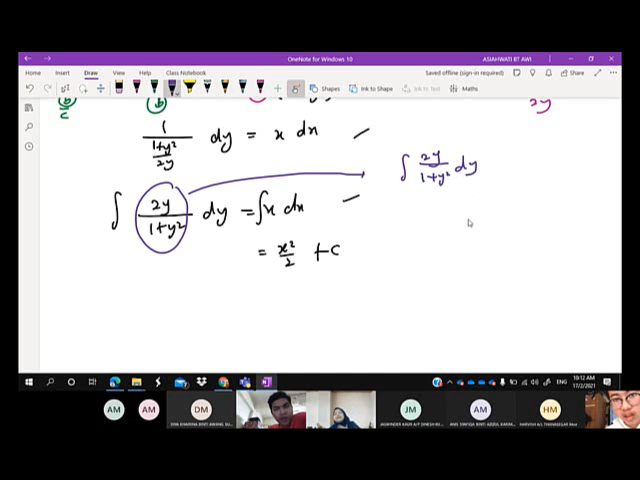 OneNote for Windows 10
ASIAHWATI BT AWI
Home Insert Draw View Help Class Notebook
Saved offline (sign-in required)
Share
Shapes Ink to Shape Ink to Text Maths
b/c
b
2y
1/((1+y²)/2y) dy = x dx
∫ 2y/(1+y²) dy
∫ 2y/(1+y²) dy = ∫x dx
= x²/2 + c
ENG
10:12 AM
17/2/2021
AM
AM
DM
JM
AM
HM